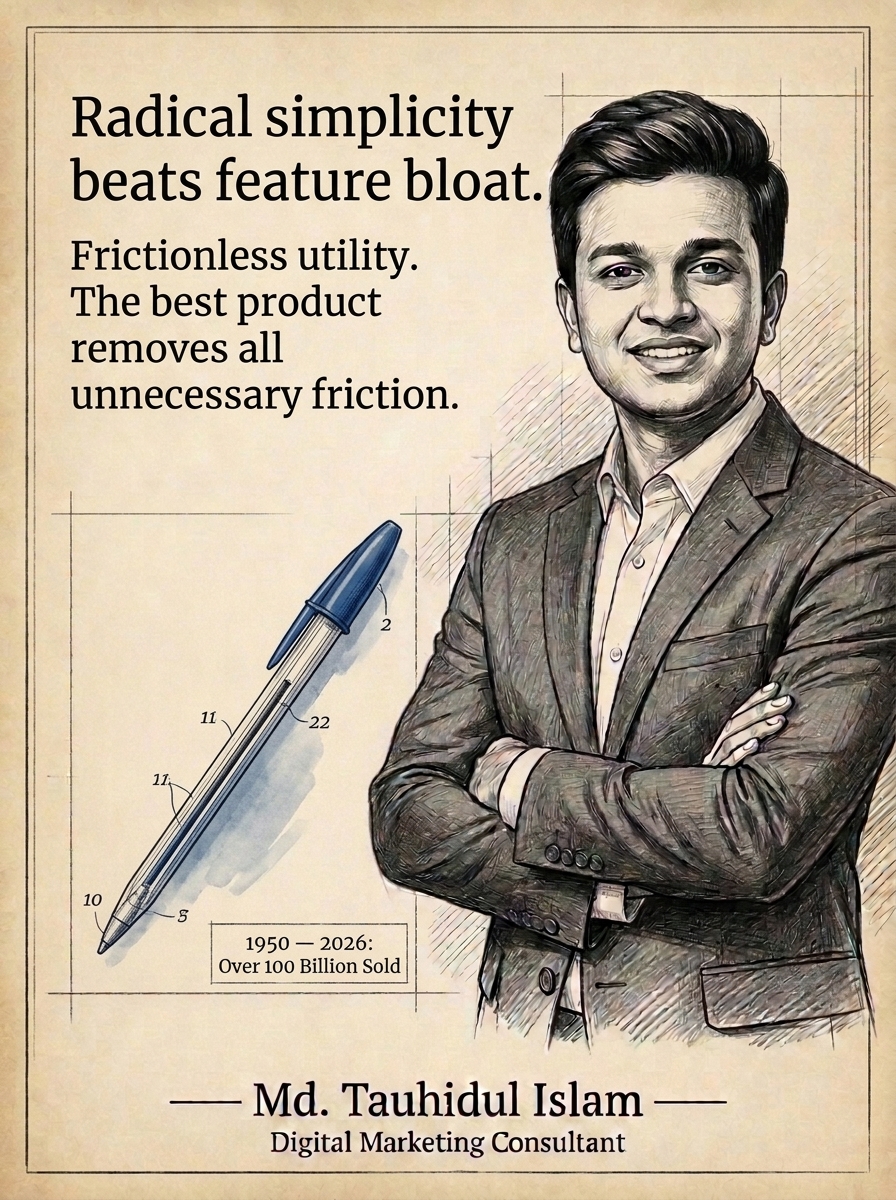 Radical simplicity
beats feature bloat.
Frictionless utility.
The best product
removes all
unnecessary friction.
2
11
22
11
10
8
1950 — 2026:
Over 100 Billion Sold
Md. Tauhidul Islam
Digital Marketing Consultant